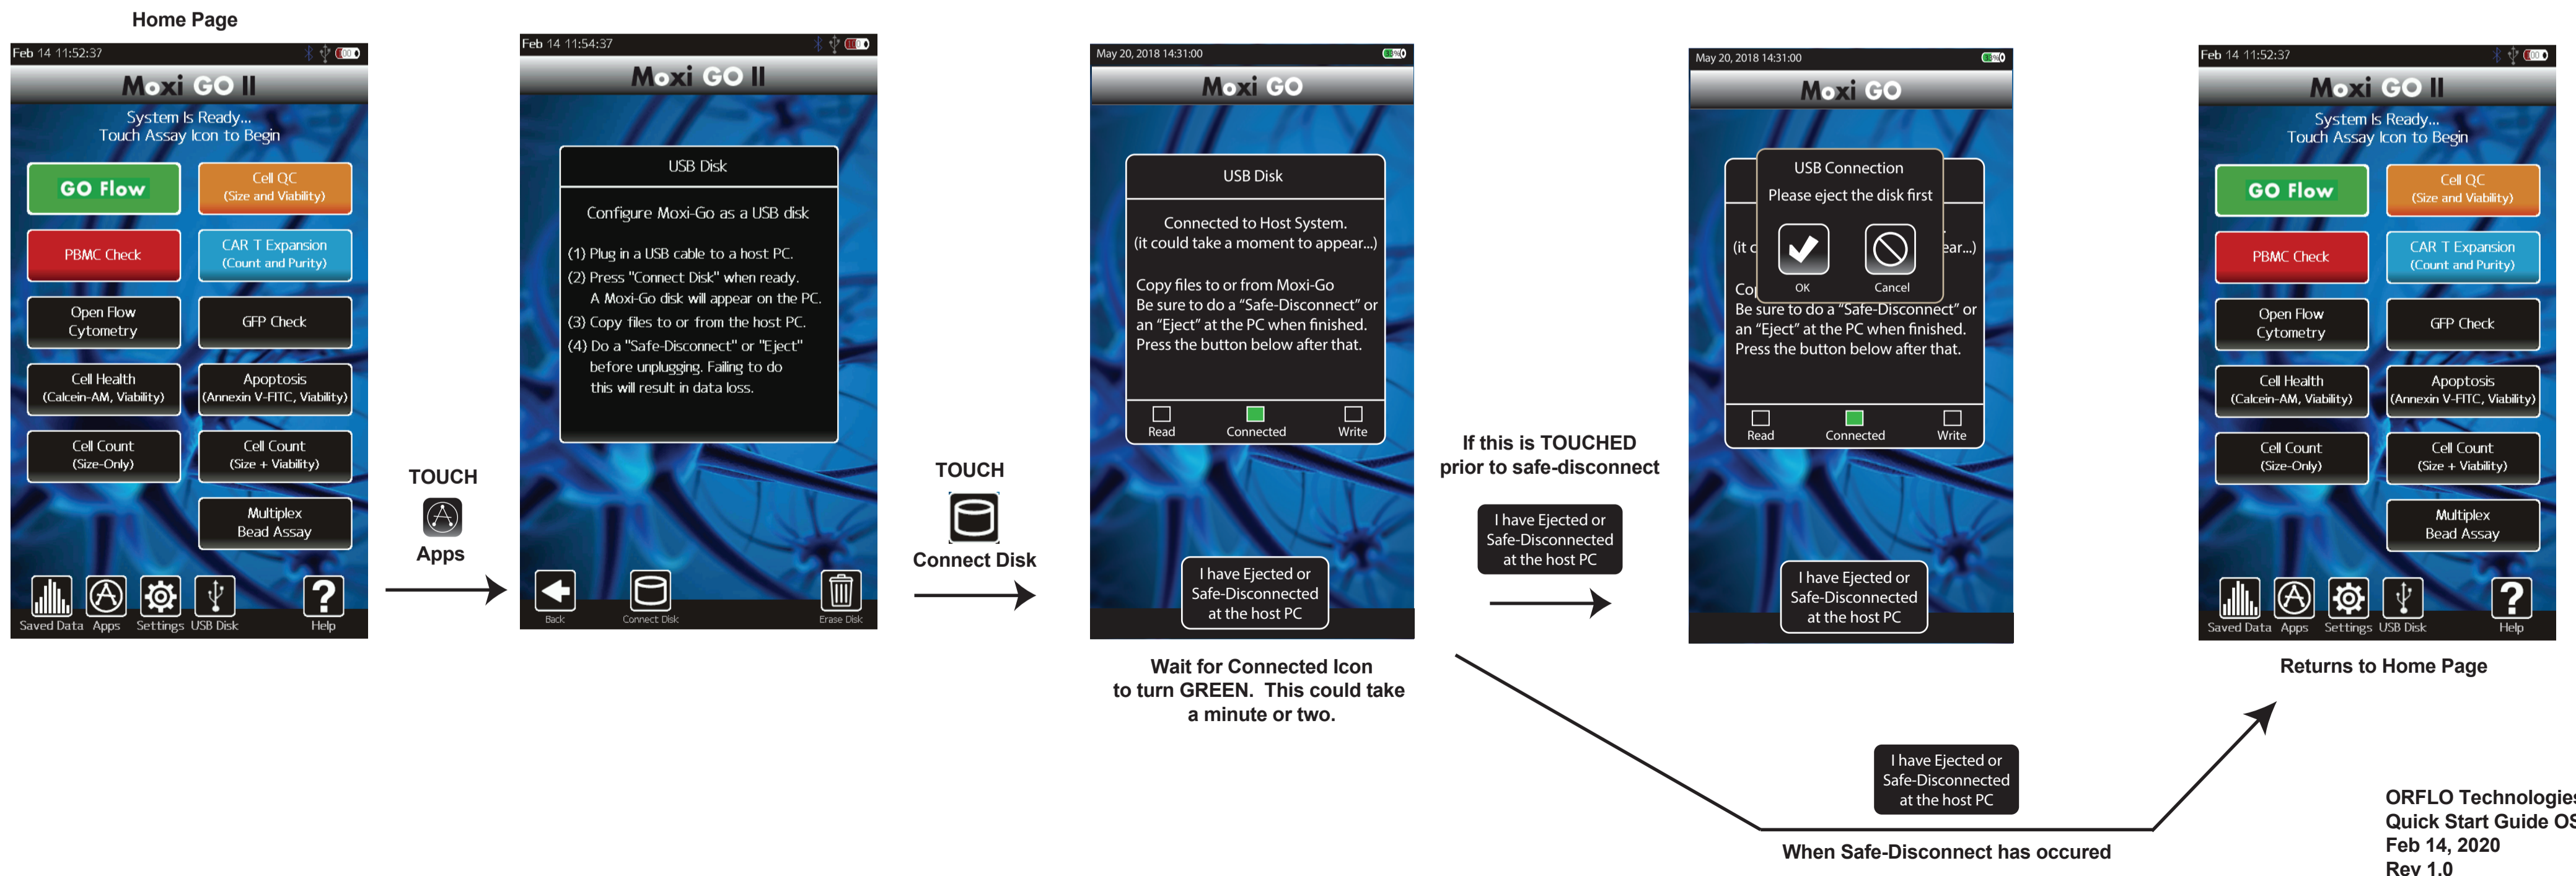 Home Page
Feb 14 11:52:37
Moxi GO II
System Is Ready...
Touch Assay Icon to Begin
GO Flow
Cell QC
(Size and Viability)
PBMC Check
CAR T Expansion
(Count and Purity)
Open Flow
Cytometry
GFP Check
Cell Health
(Calcein-AM, Viability)
Apoptosis
(Annexin V-FITC, Viability)
Cell Count
(Size-Only)
Cell Count
(Size + Viability)
Multiplex
Bead Assay
Saved Data Apps Settings USB Disk Help
TOUCH
Apps
Feb 14 11:54:37
Moxi GO II
USB Disk
Configure Moxi-Go as a USB disk
(1) Plug in a USB cable to a host PC.
(2) Press "Connect Disk" when ready.
A Moxi-Go disk will appear on the PC.
(3) Copy files to or from the host PC.
(4) Do a "Safe-Disconnect" or "Eject"
before unplugging. Failing to do
this will result in data loss.
Back Connect Disk Erase Disk
TOUCH
Connect Disk
May 20, 2018 14:31:00
Moxi GO
USB Disk
Connected to Host System.
(it could take a moment to appear...)
Copy files to or from Moxi-Go
Be sure to do a “Safe-Disconnect” or
an “Eject” at the PC when finished.
Press the button below after that.
Read Connected Write
I have Ejected or
Safe-Disconnected
at the host PC
Wait for Connected Icon
to turn GREEN. This could take
a minute or two.
If this is TOUCHED
prior to safe-disconnect
I have Ejected or
Safe-Disconnected
at the host PC
May 20, 2018 14:31:00
Moxi GO
USB Connection
Please eject the disk first
(it c ear...)
OK Cancel
Co
Be sure to do a “Safe-Disconnect” or
an “Eject” at the PC when finished.
Press the button below after that.
Read Connected Write
I have Ejected or
Safe-Disconnected
at the host PC
I have Ejected or
Safe-Disconnected
at the host PC
When Safe-Disconnect has occured
Feb 14 11:52:37
Moxi GO II
System Is Ready...
Touch Assay Icon to Begin
GO Flow
Cell QC
(Size and Viability)
PBMC Check
CAR T Expansion
(Count and Purity)
Open Flow
Cytometry
GFP Check
Cell Health
(Calcein-AM, Viability)
Apoptosis
(Annexin V-FITC, Viability)
Cell Count
(Size-Only)
Cell Count
(Size + Viability)
Multiplex
Bead Assay
Saved Data Apps Settings USB Disk Help
Returns to Home Page
ORFLO Technologies
Quick Start Guide OS
Feb 14, 2020
Rev 1.0